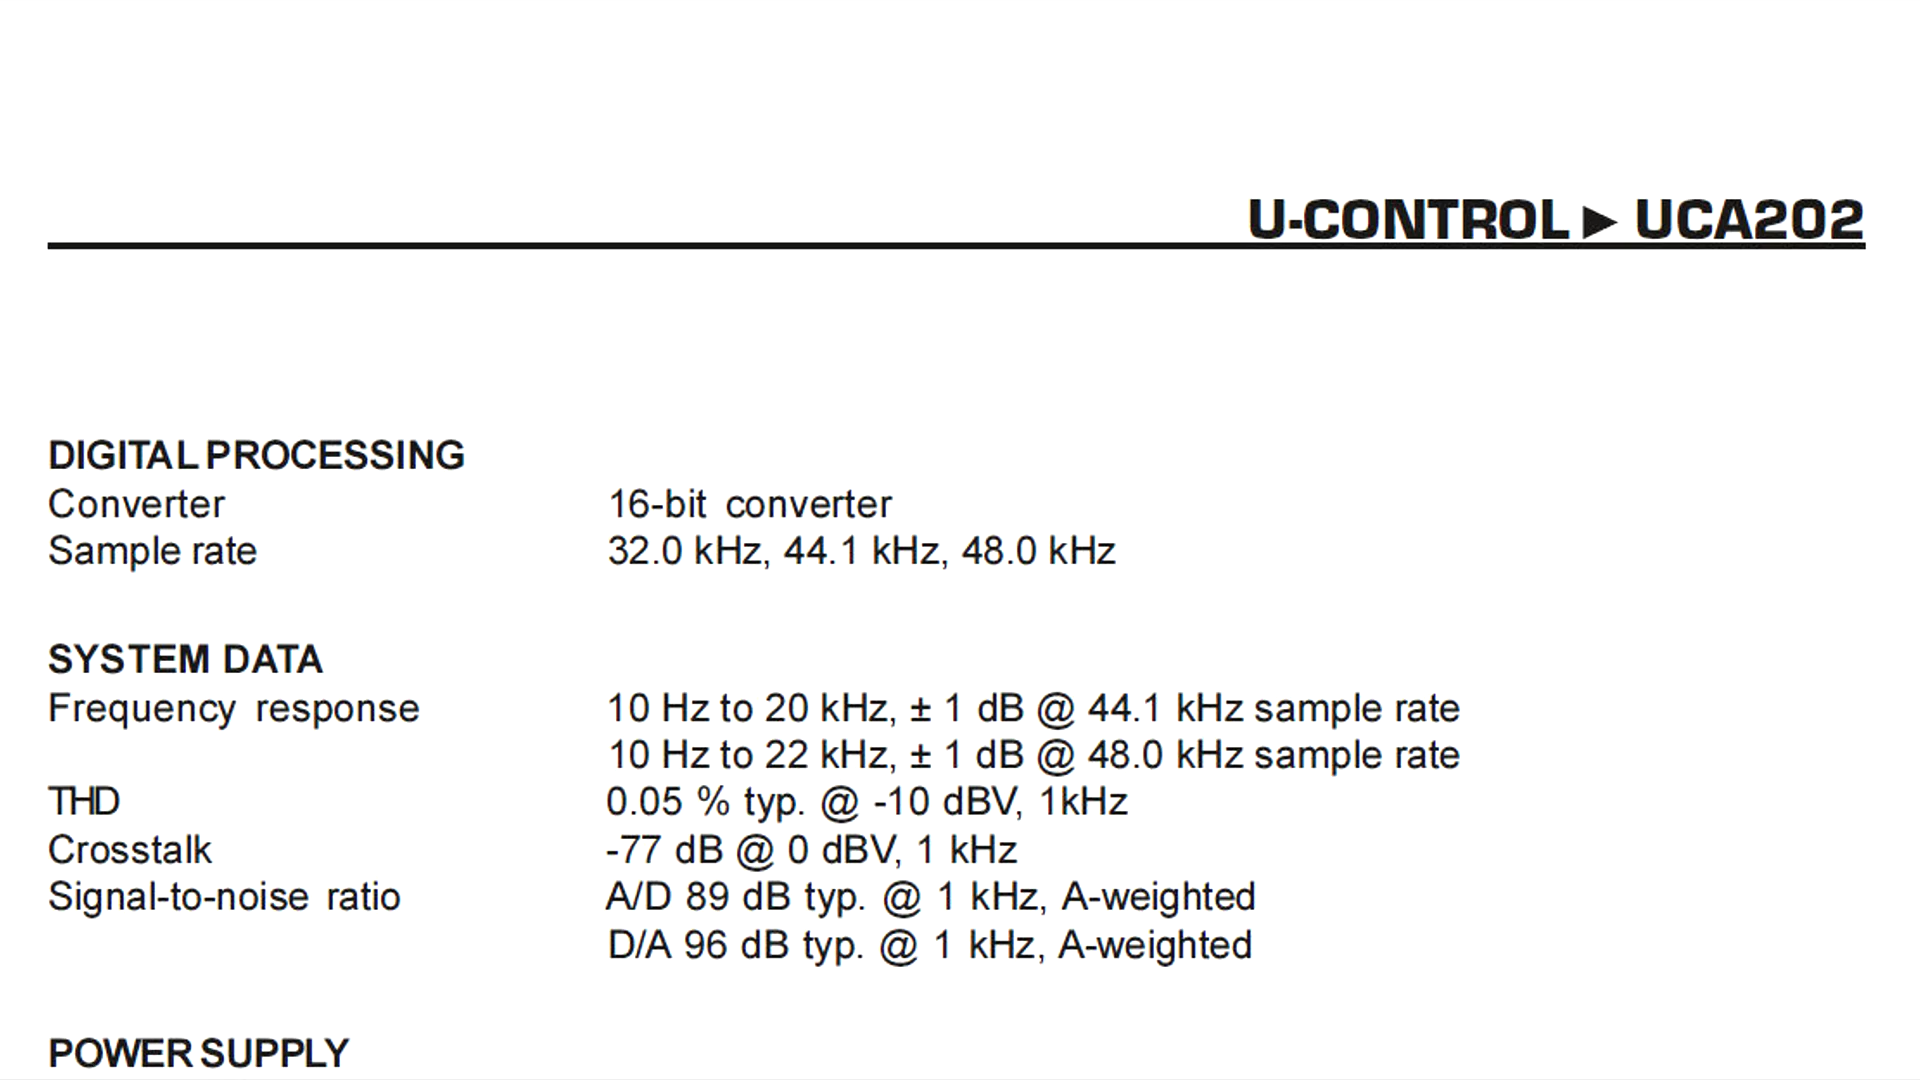 U-CONTROL ► UCA202
DIGITAL PROCESSING
Converter 16-bit converter
Sample rate 32.0 kHz, 44.1 kHz, 48.0 kHz
SYSTEM DATA
Frequency response 10 Hz to 20 kHz, ± 1 dB @ 44.1 kHz sample rate
10 Hz to 22 kHz, ± 1 dB @ 48.0 kHz sample rate
THD 0.05 % typ. @ -10 dBV, 1kHz
Crosstalk -77 dB @ 0 dBV, 1 kHz
Signal-to-noise ratio A/D 89 dB typ. @ 1 kHz, A-weighted
D/A 96 dB typ. @ 1 kHz, A-weighted
POWER SUPPLY